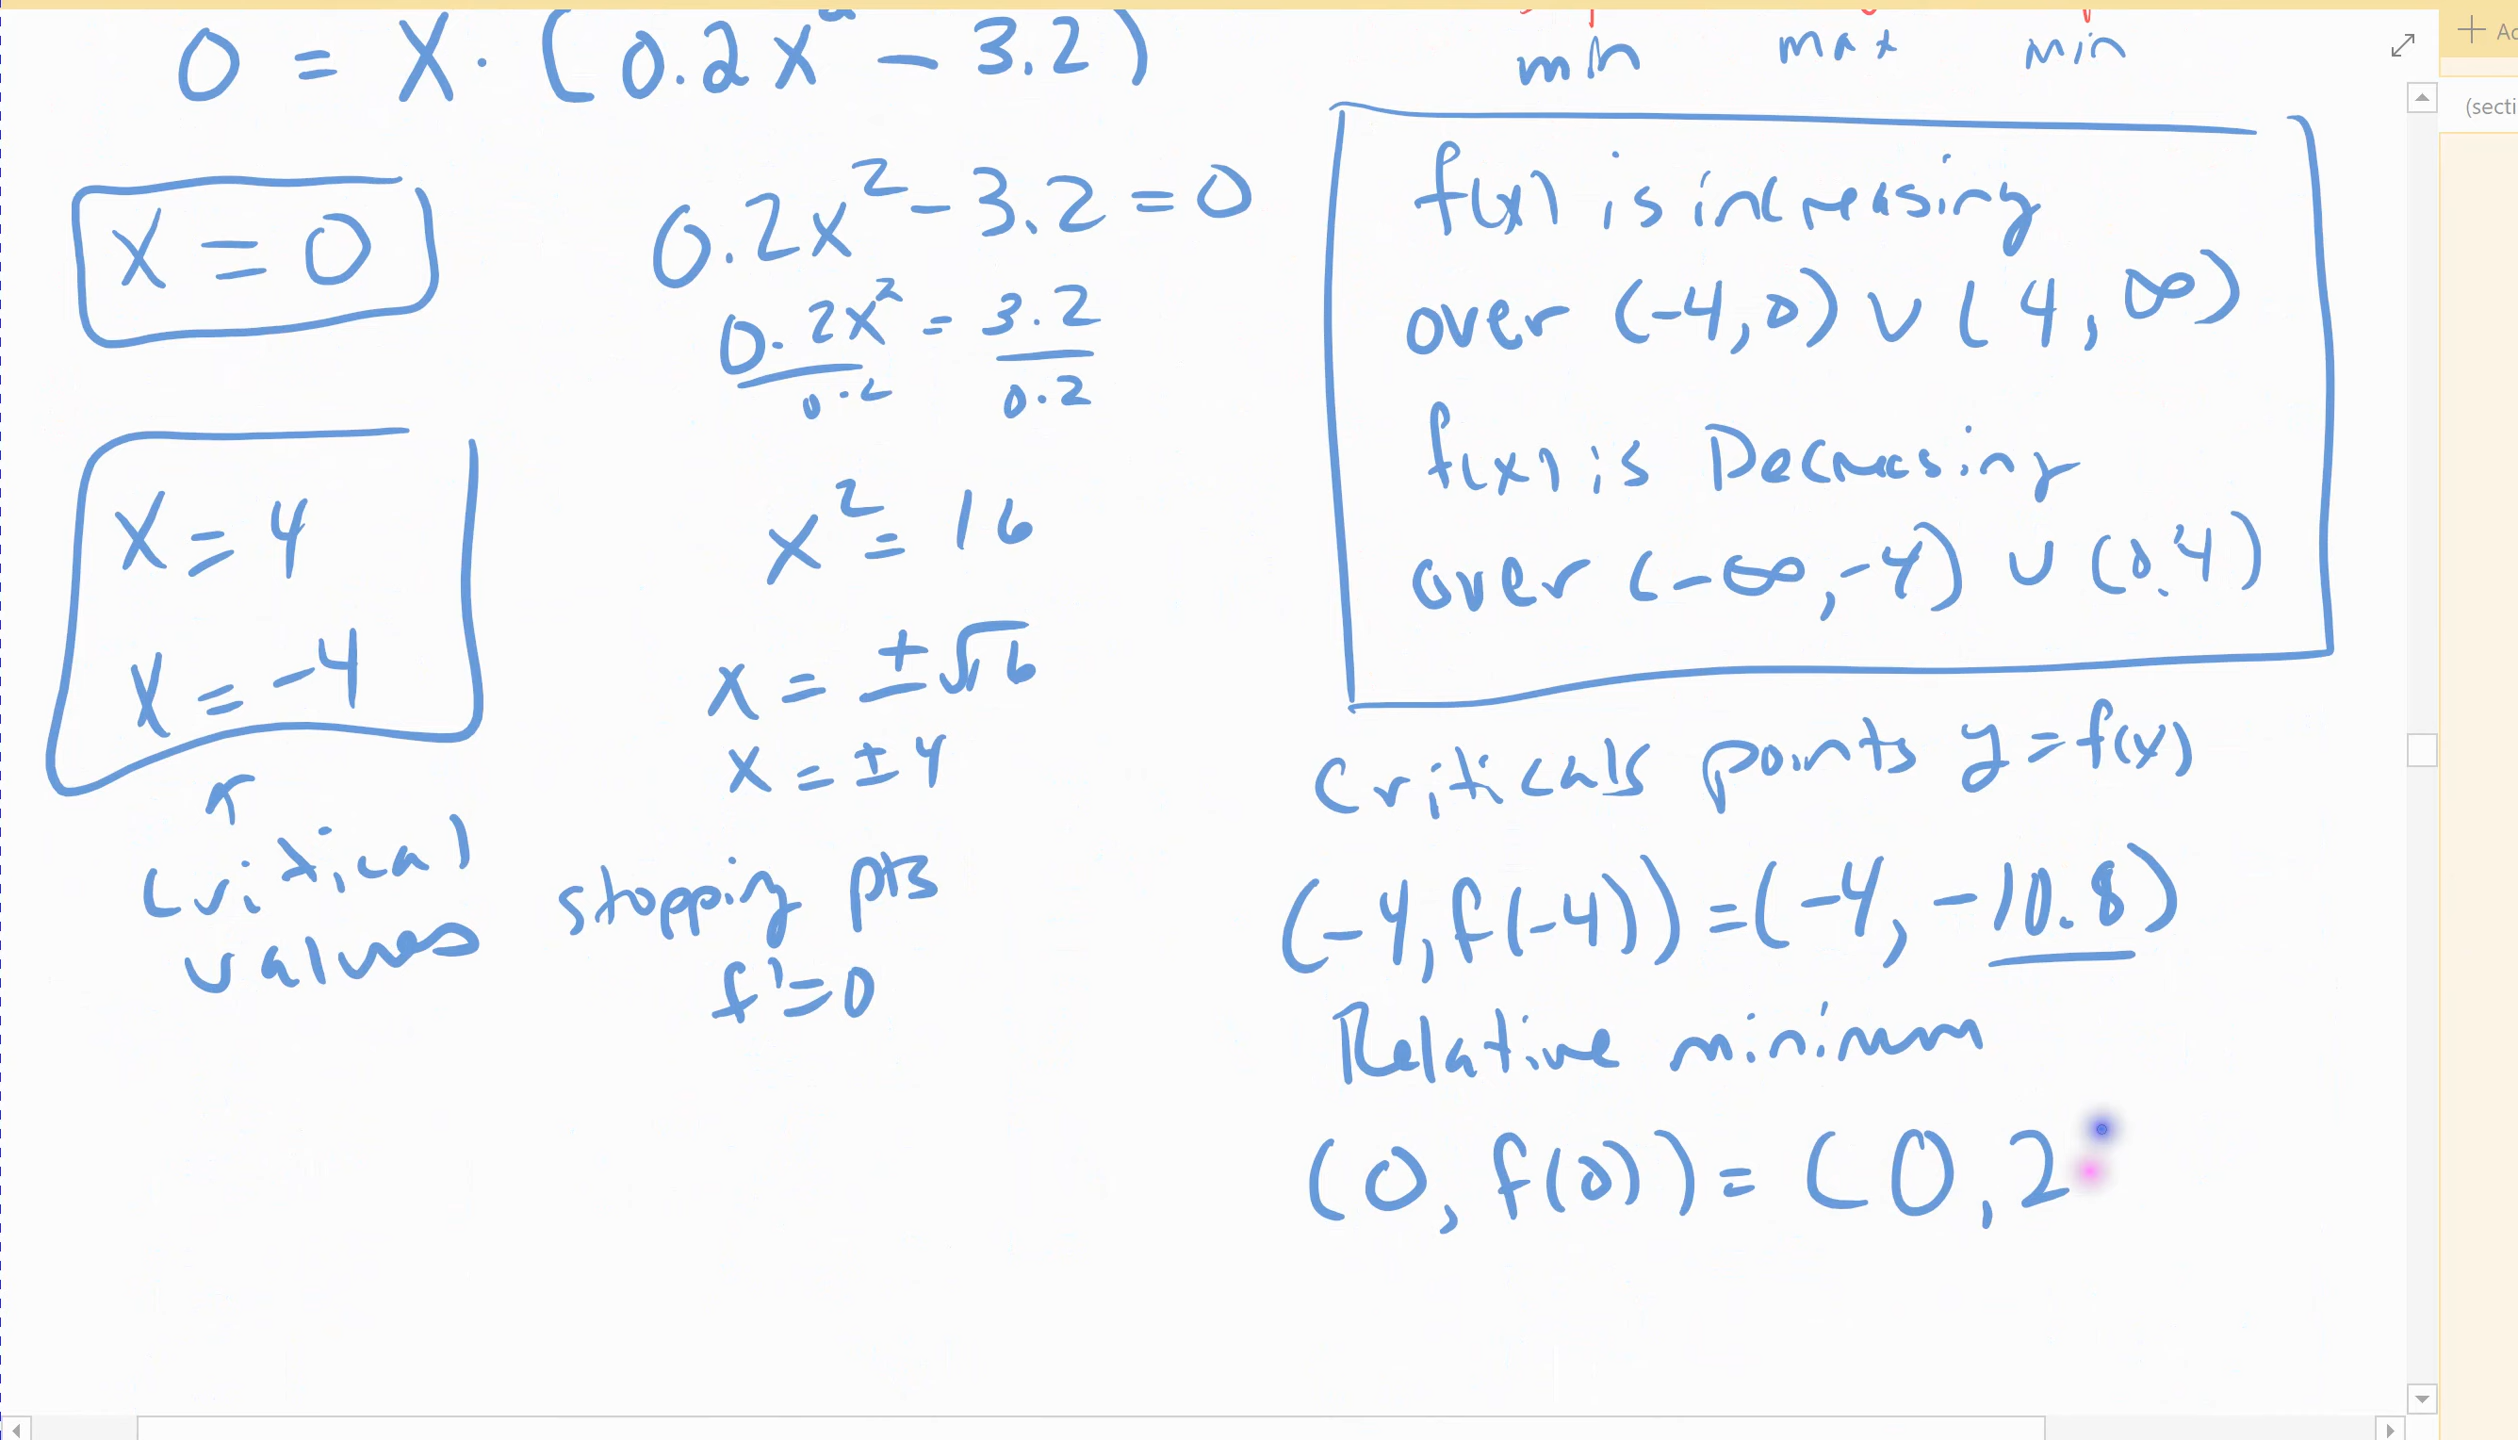 0 = X · (0.2x² - 3.2)
X = 0
0.2x² - 3.2 = 0
0.2x² = 3.2
0.2 0.2
x² = 16
x = ±√16
x = ±4
X = 4
X = -4
critical
values
stopping pts
f' = 0
min max min
f(x) is increasing
over (-4,0) ∪ (4,∞)
f(x) is Decreasing
over (-∞,-4) ∪ (0,4)
Criticals points y = f(x)
(-4, f(-4)) = (-4, -10.8)
Relative minimum
(0, f(0)) = (0, 2
(secti